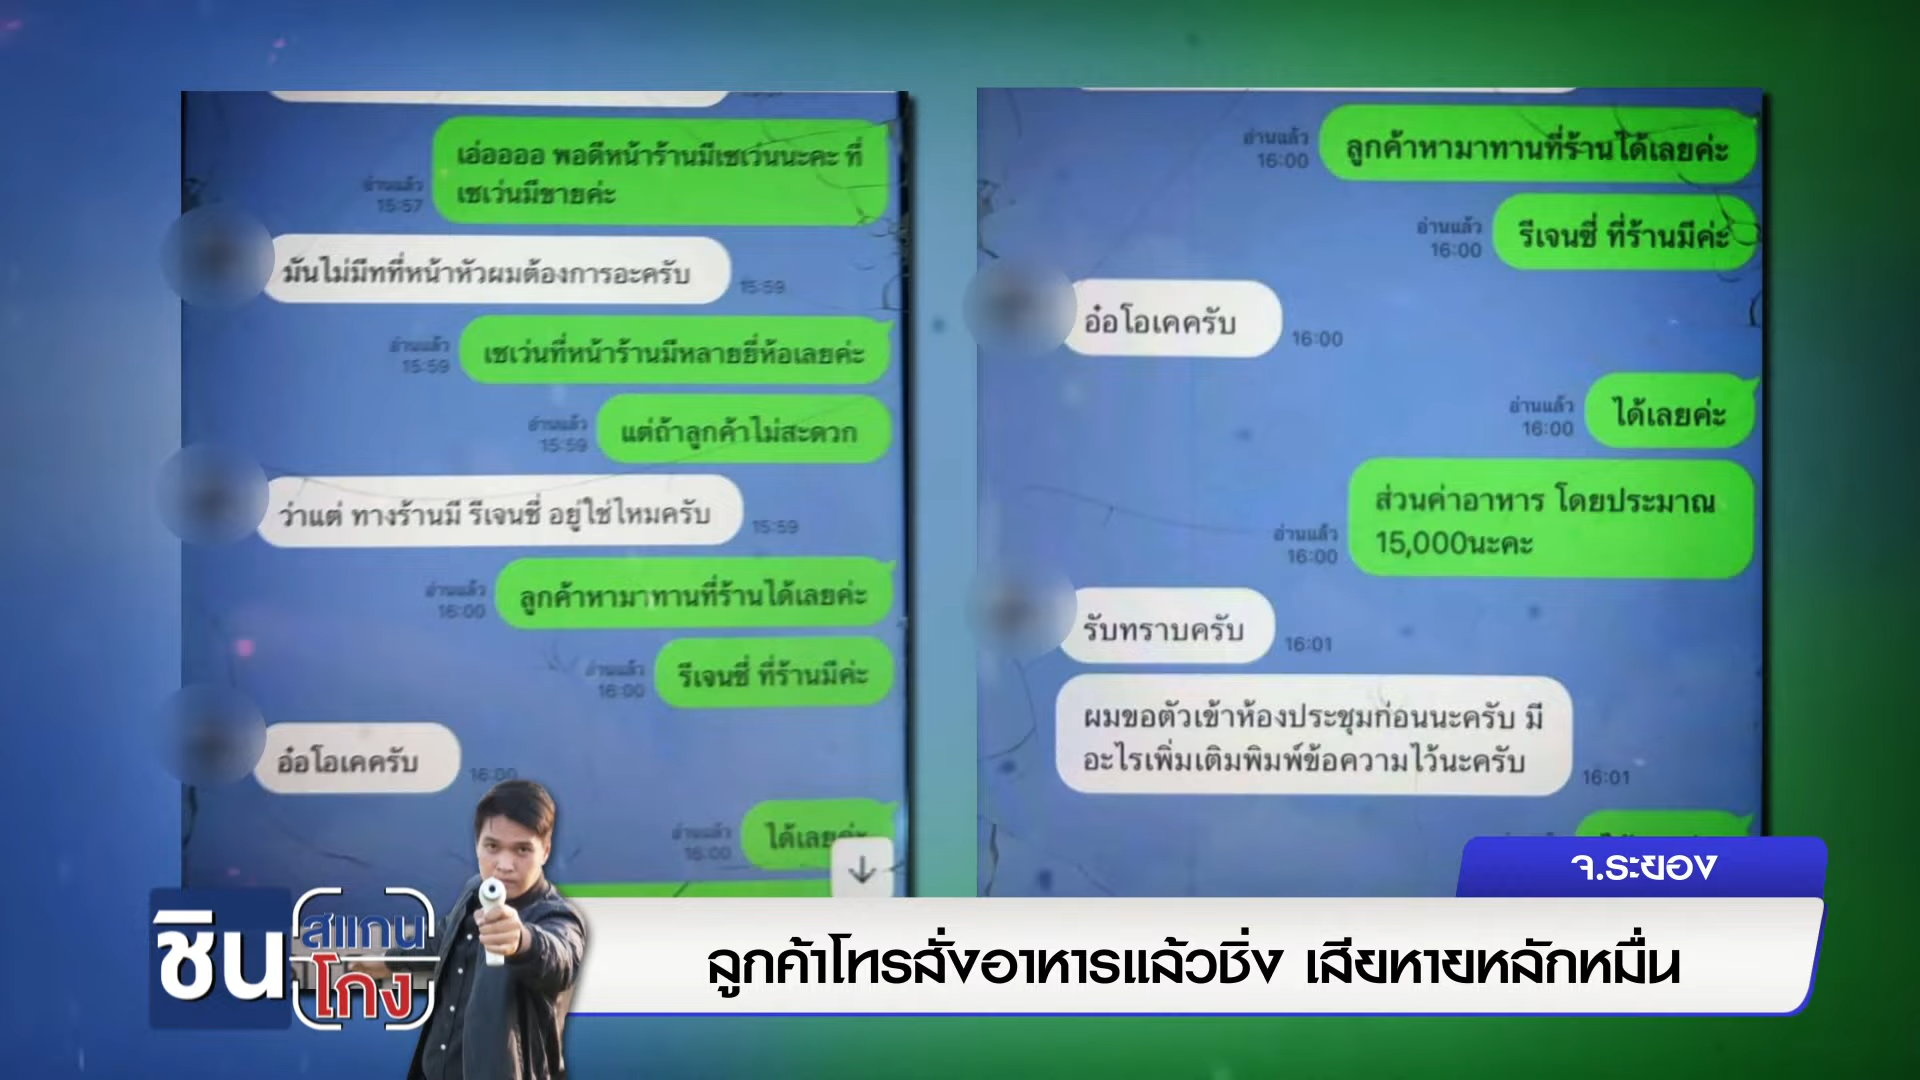 เอ่ออออ พอดีหน้าร้านมีเซเว่นนะคะ ที่
เซเว่นมีขายค่ะ
อ่านแล้ว
15:57
มันไม่มีทที่หน้าหัวผมต้องการอะครับ
15:59
เซเว่นที่หน้าร้านมีหลายยี่ห้อเลยค่ะ
อ่านแล้ว
15:59
แต่ถ้าลูกค้าไม่สะดวก
อ่านแล้ว
15:59
ว่าแต่ ทางร้านมี รีเจนซี่ อยู่ใช่ไหมครับ
15:59
ลูกค้าหามาทานที่ร้านได้เลยค่ะ
อ่านแล้ว
16:00
รีเจนซี่ ที่ร้านมีค่ะ
อ่านแล้ว
16:00
อ๋อโอเคครับ
16:00
ได้เลยค่ะ
อ่านแล้ว
16:00
ลูกค้าหามาทานที่ร้านได้เลยค่ะ
อ่านแล้ว
16:00
รีเจนซี่ ที่ร้านมีค่ะ
อ่านแล้ว
16:00
อ๋อโอเคครับ
16:00
ได้เลยค่ะ
อ่านแล้ว
16:00
ส่วนค่าอาหาร โดยประมาณ
15,000นะคะ
อ่านแล้ว
16:00
รับทราบครับ
16:01
ผมขอตัวเข้าห้องประชุมก่อนนะครับ มี
อะไรเพิ่มเติมพิมพ์ข้อความไว้นะครับ
16:01
จ.ระยอง
ชิน
สแกน
โกง
ลูกค้าโทรสั่งอาหารแล้วชิ่ง เสียหายหลักหมื่น